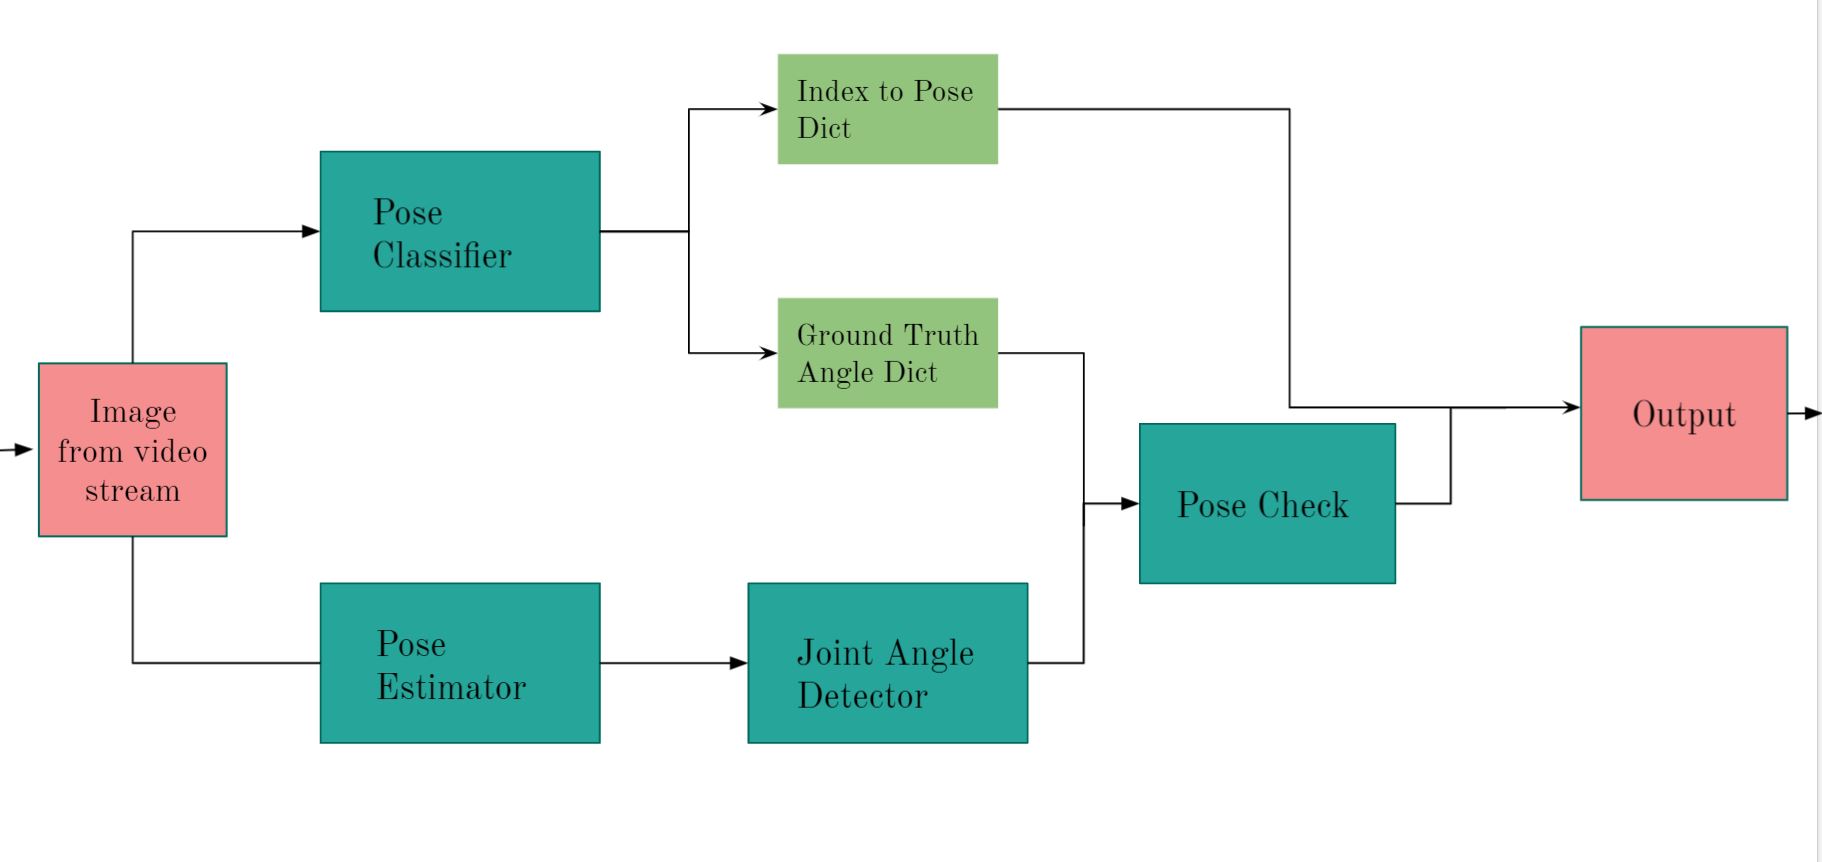 Index to Pose
Dict
Pose
Classifier
Ground Truth
Angle Dict
Image
from video
stream
Output
Pose Check
Pose
Estimator
Joint Angle
Detector